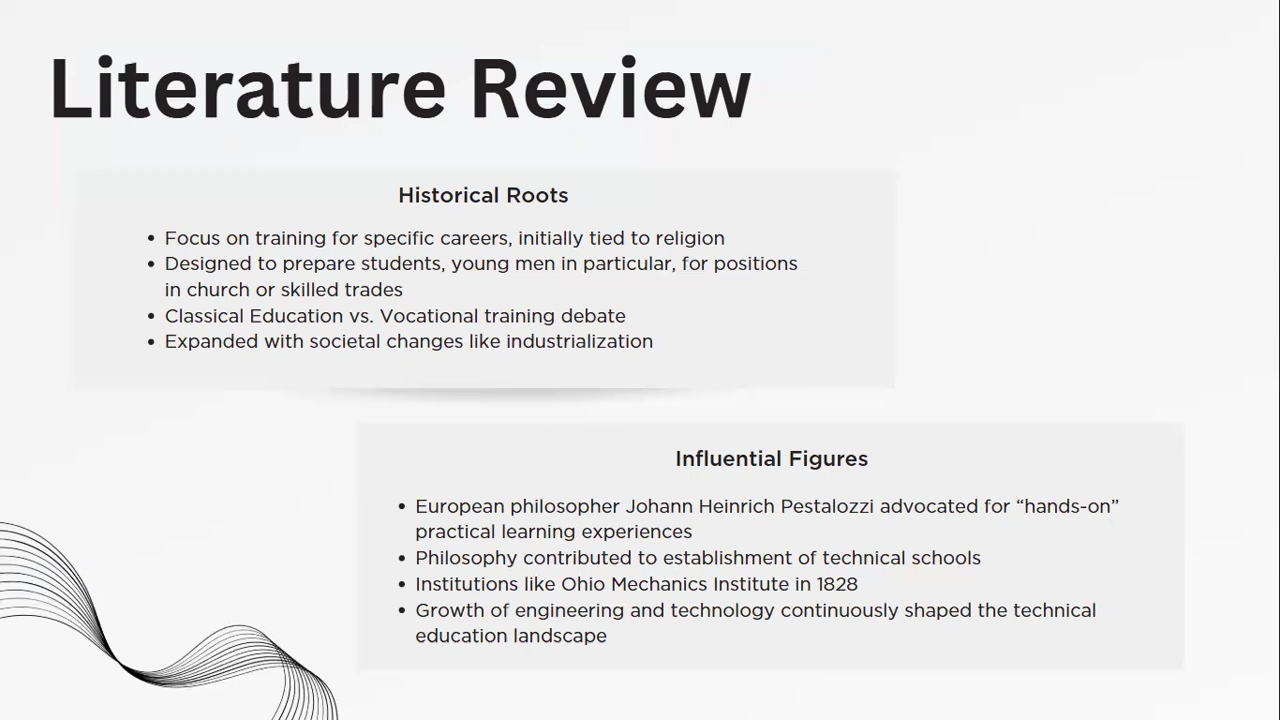 Literature Review
Historical Roots
• Focus on training for specific careers, initially tied to religion
• Designed to prepare students, young men in particular, for positions
in church or skilled trades
• Classical Education vs. Vocational training debate
• Expanded with societal changes like industrialization
Influential Figures
• European philosopher Johann Heinrich Pestalozzi advocated for “hands-on”
practical learning experiences
• Philosophy contributed to establishment of technical schools
• Institutions like Ohio Mechanics Institute in 1828
• Growth of engineering and technology continuously shaped the technical
education landscape